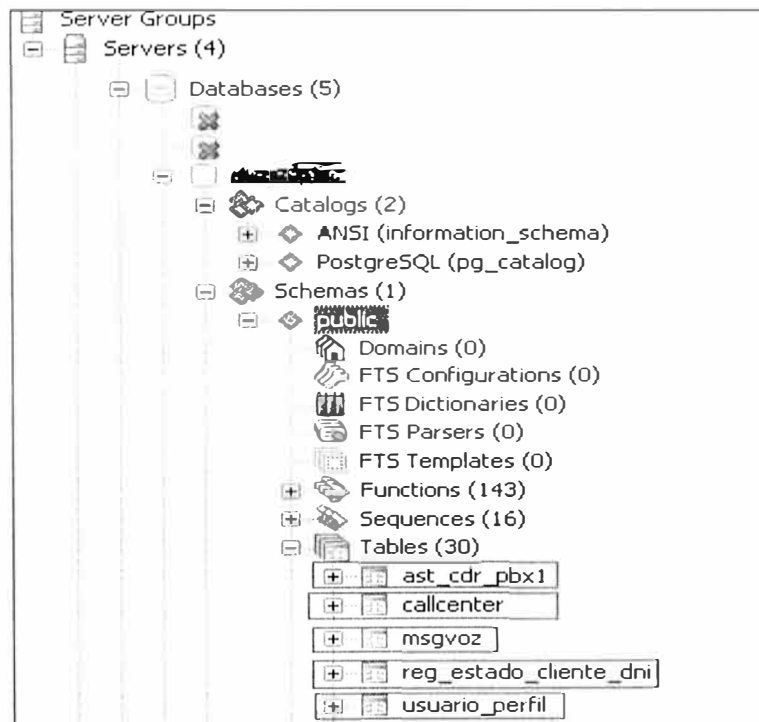 Server Groups
Servers (4)
Databases (5)
Catalogs (2)
ANSI (information_schema)
PostgreSQL (pg_catalog)
Schemas (1)
public
Domains (0)
FTS Configurations (0)
FTS Dictionaries (0)
FTS Parsers (0)
FTS Templates (0)
Functions (143)
Sequences (16)
Tables (30)
ast_cdr_pbx1
callcenter
msgvoz
reg_estado_cliente_dni
usuario_perfil